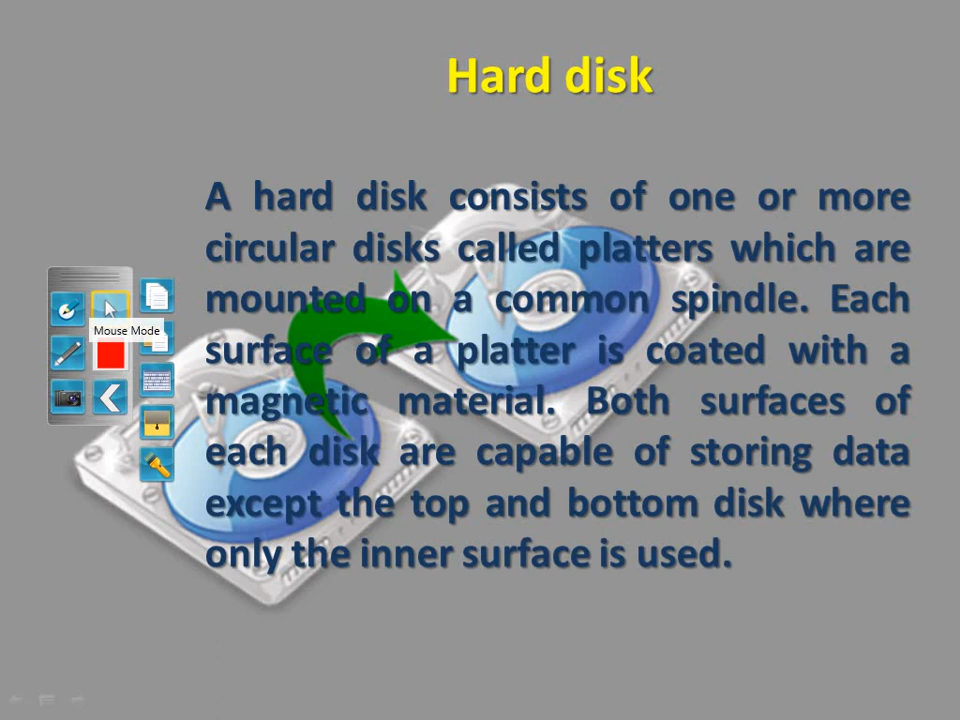 Hard disk
A hard disk consists of one or more
circular disks called platters which are
mounted on a common spindle. Each
surface of a platter is coated with a
magnetic material. Both surfaces of
each disk are capable of storing data
except the top and bottom disk where
only the inner surface is used.
Mouse Mode